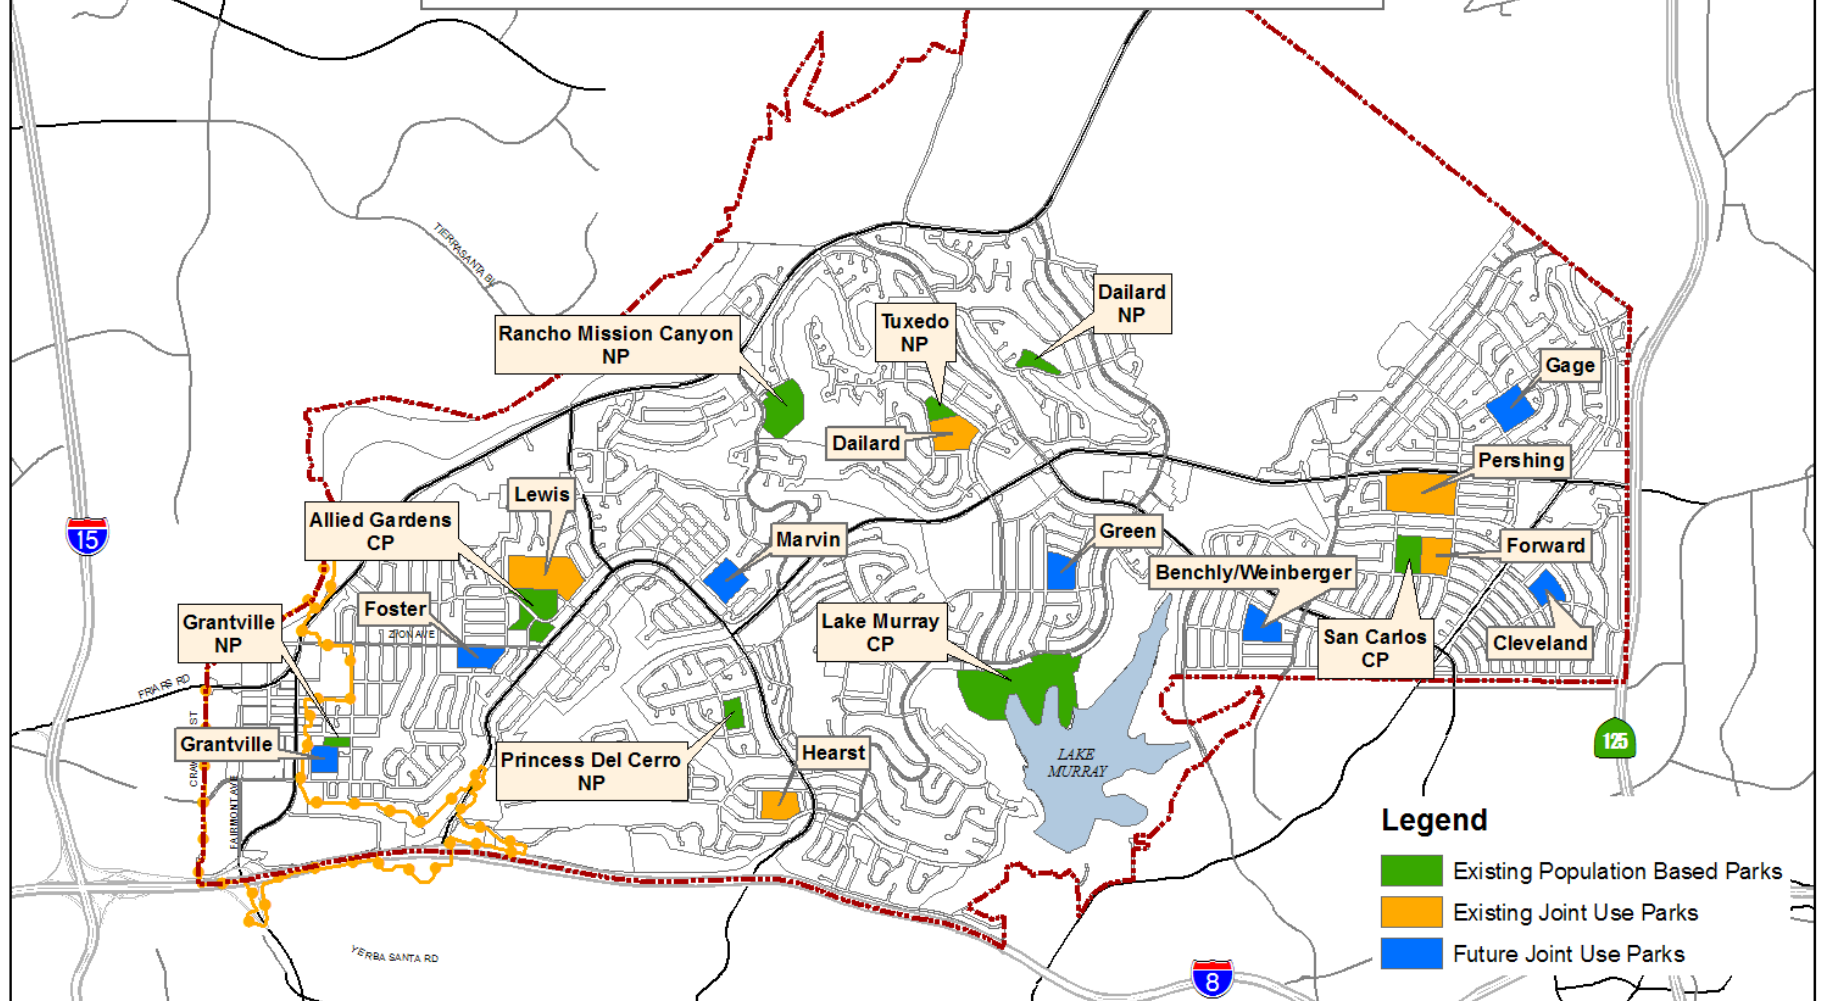 TIERRASANTA BL
Dailard
NP
Tuxedo
NP
Rancho Mission Canyon
NP
Gage
Dailard
Pershing
Lewis
Allied Gardens
CP
15
Marvin
Green
Forward
Benchly/Weinberger
Foster
Grantville
NP
ZION AVE
Lake Murray
CP
San Carlos
CP
Cleveland
FRIARS RD
Grantville
Princess Del Cerro
NP
Hearst
LAKE
MURRAY
125
FAIRMONT AVE
Legend
Existing Population Based Parks
Existing Joint Use Parks
Future Joint Use Parks
YERBA SANTA RD
8